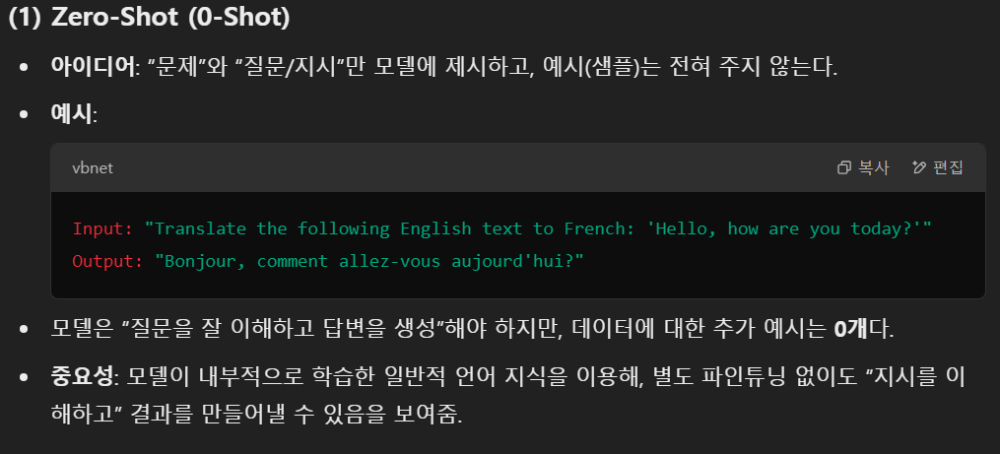 (1) Zero-Shot (0-Shot)
• 아이디어: "문제"와 "질문/지시"만 모델에 제시하고, 예시(샘플)는 전혀 주지 않는다.
• 예시:
vbnet 복사 편집
Input: "Translate the following English text to French: 'Hello, how are you today?'"
Output: "Bonjour, comment allez-vous aujourd'hui?"
• 모델은 "질문을 잘 이해하고 답변을 생성"해야 하지만, 데이터에 대한 추가 예시는 0개다.
• 중요성: 모델이 내부적으로 학습한 일반적 언어 지식을 이용해, 별도 파인튜닝 없이도 "지시를 이
해하고" 결과를 만들어낼 수 있음을 보여줌.